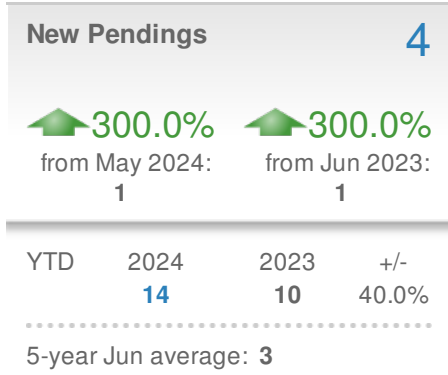 New Pendings 4
300.0% 300.0%
from May 2024: from Jun 2023:
1 1
YTD 2024 2023 +/-
14 10 40.0%
5-year Jun average: 3